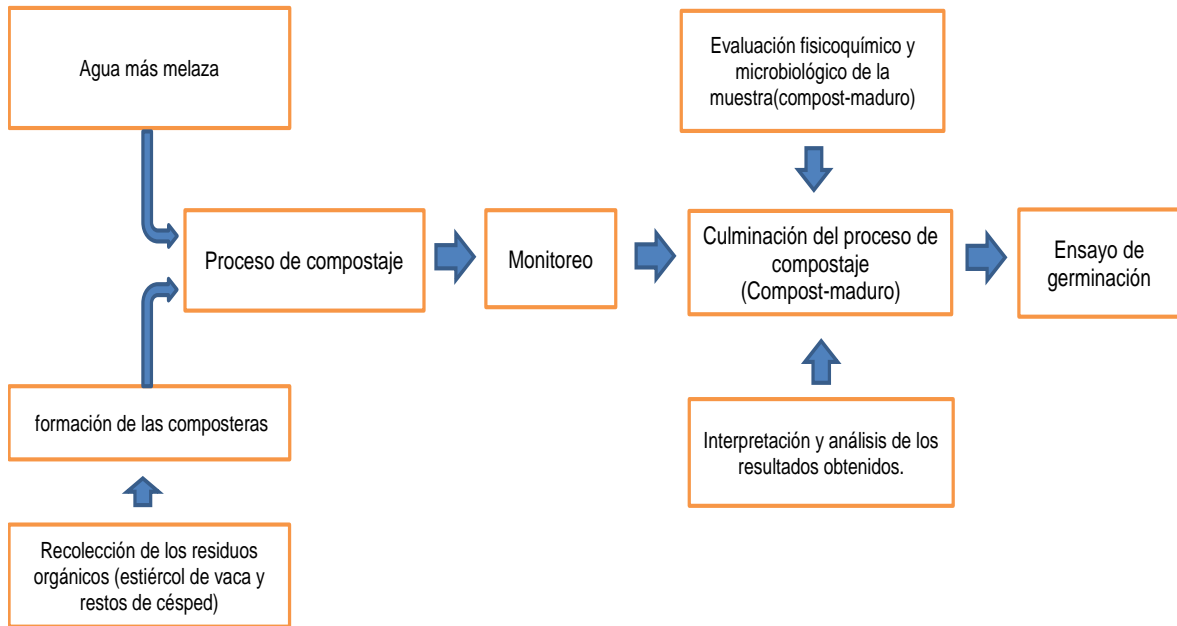 Agua más melaza
Evaluación fisicoquímico y
microbiológico de la
muestra(compost-maduro)
Proceso de compostaje
Monitoreo
Culminación del proceso de
compostaje
(Compost-maduro)
Ensayo de
germinación
formación de las composteras
Interpretación y análisis de los
resultados obtenidos.
Recolección de los residuos
orgánicos (estiércol de vaca y
restos de césped)